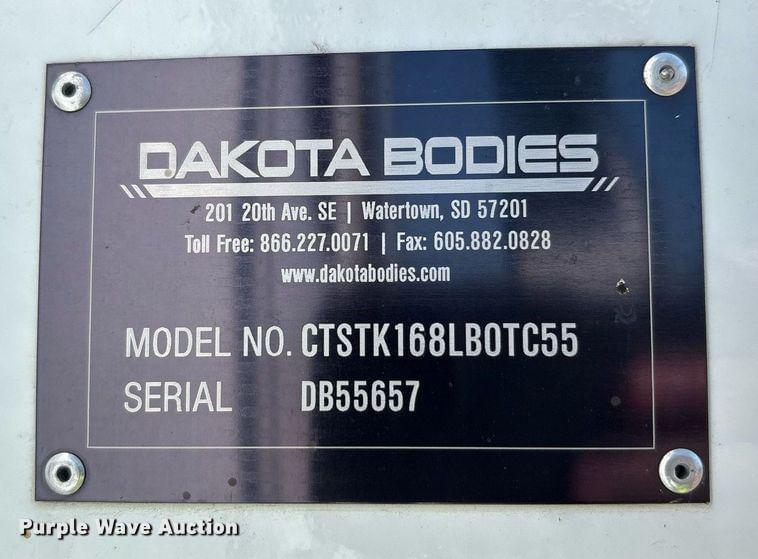 DAKOTA BODIES
201 20th Ave. SE | Watertown, SD 57201
Toll Free: 866.227.0071 | Fax: 605.882.0828
www.dakotabodies.com
MODEL NO. CTSTK168LBOTC55
SERIAL DB55657
Purple Wave Auction